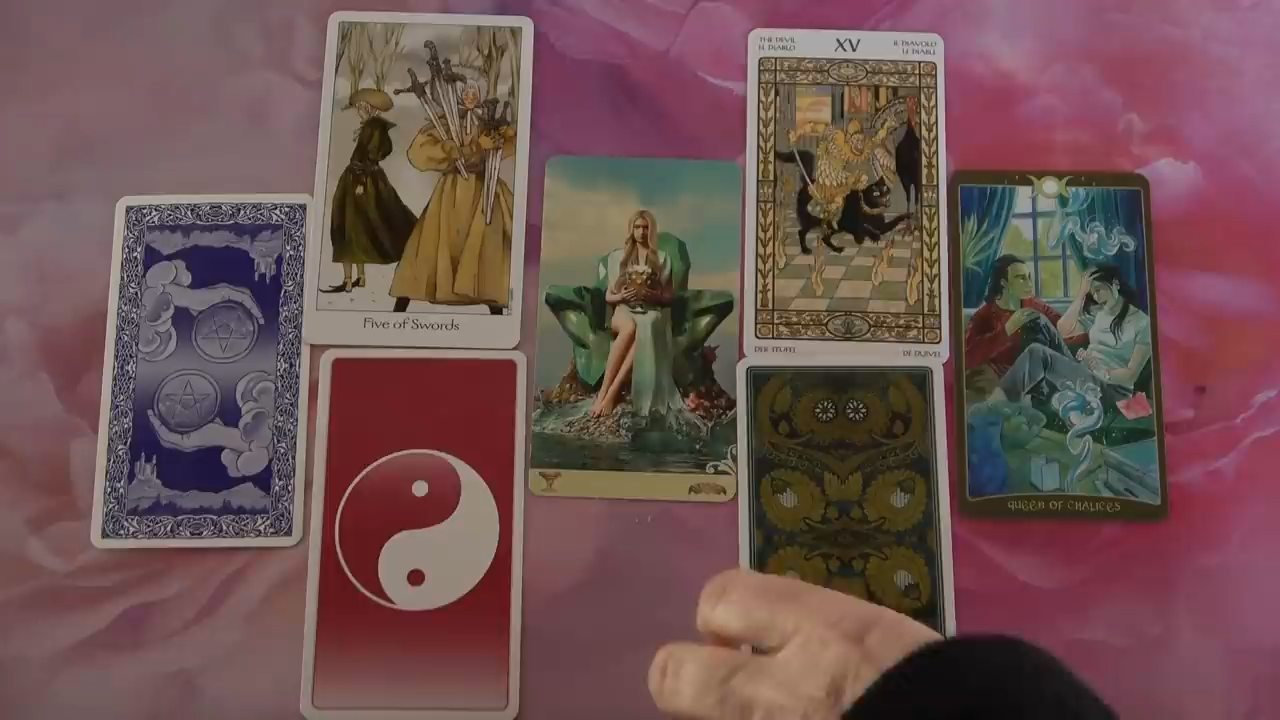 Five of Swords
THE DEVIL
EL DIABLO
XV
IL DIAVOLO
LE DIABLE
DER TEUFEL
DE DUIVEL
QUEEN OF CHALICES